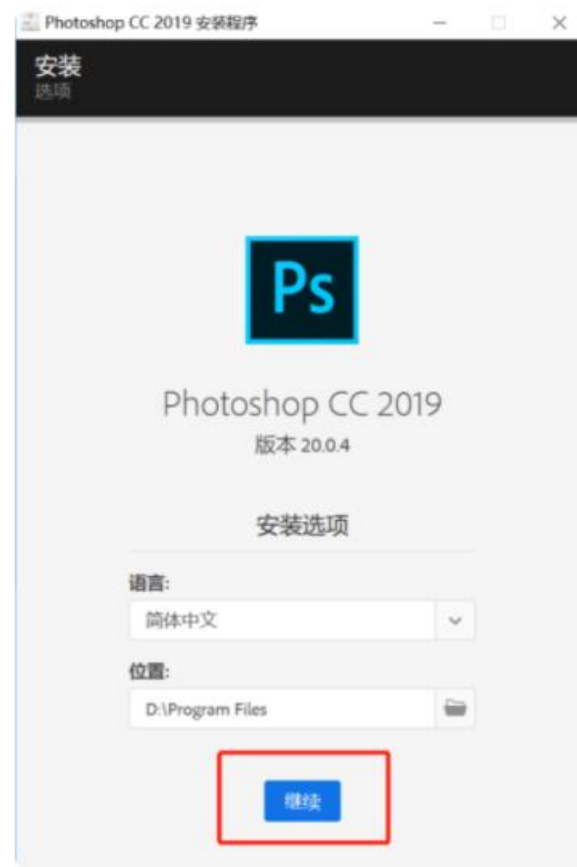 Photoshop CC 2019 安装程序
安装
选项
Ps
Photoshop CC 2019
版本 20.0.4
安装选项
语言:
简体中文
位置:
D:\Program Files
继续